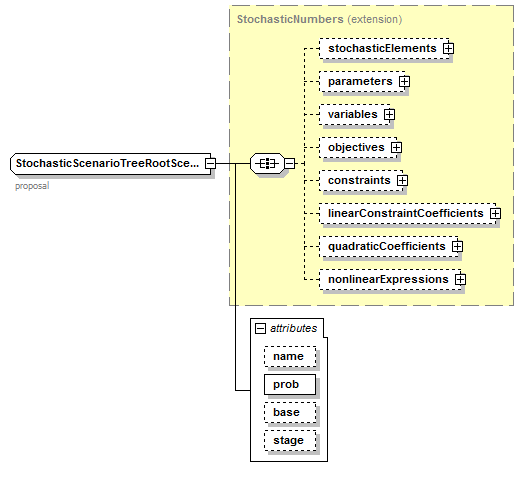 StochasticNumbers (extension)
stochasticElements
parameters
variables
objectives
StochasticScenarioTreeRootSce...
proposal
constraints
linearConstraintCoefficients
quadraticCoefficients
nonlinearExpressions
attributes
name
prob
base
stage